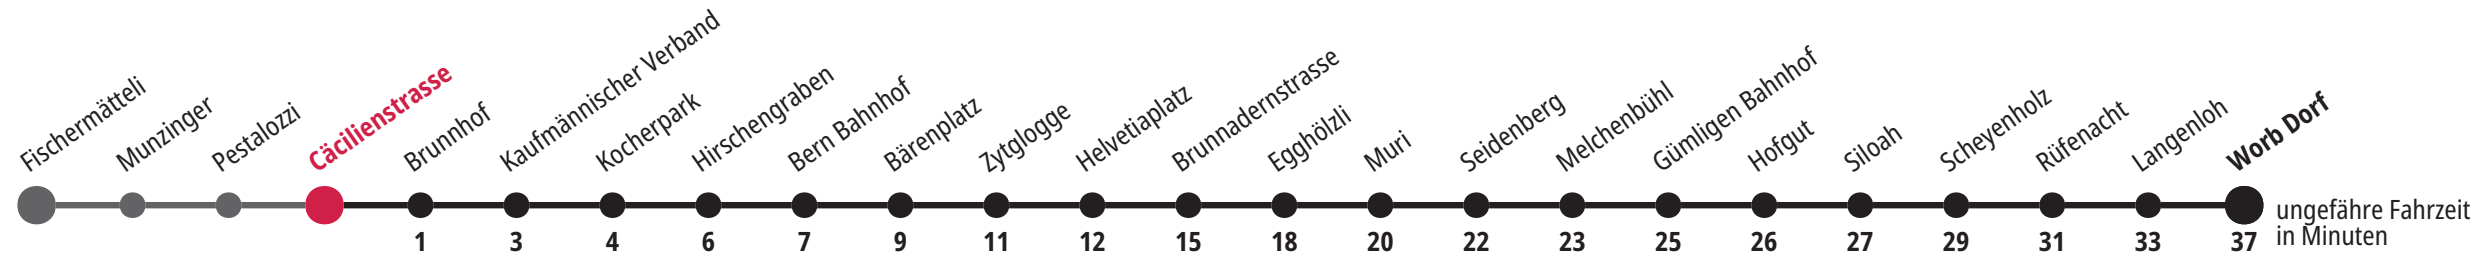 Fischermätteli
Munzinger
Pestalozzi
Cäcilienstrasse
Brunnhof
Kaufmännischer Verband
Kocherpark
Hirschengraben
Bern Bahnhof
Bärenplatz
Zytglogge
Helvetiaplatz
Brunnadernstrasse
Egghölzli
Muri
Seidenberg
Melchenbühl
Gümligen Bahnhof
Hofgut
Siloah
Scheyenholz
Rüfenacht
Langenloh
Worb Dorf
1 3 4 6 7 9 11 12 15 18 20 22 23 25 26 27 29 31 33 37
ungefähre Fahrzeit
in Minuten